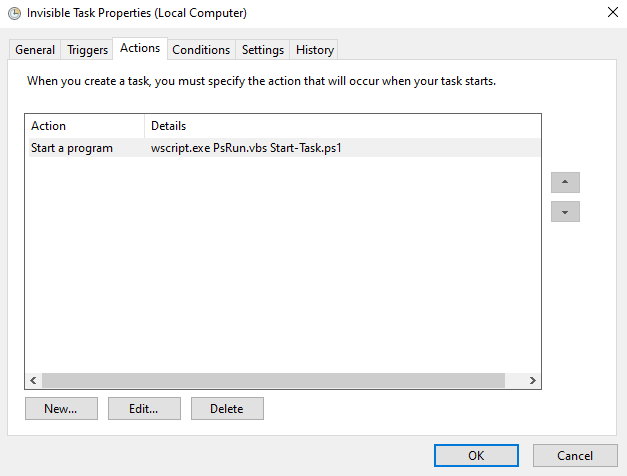 Invisible Task Properties (Local Computer)
General Triggers Actions Conditions Settings History
When you create a task, you must specify the action that will occur when your task starts.
Action Details
Start a program wscript.exe PsRun.vbs Start-Task.ps1
New... Edit... Delete
OK Cancel